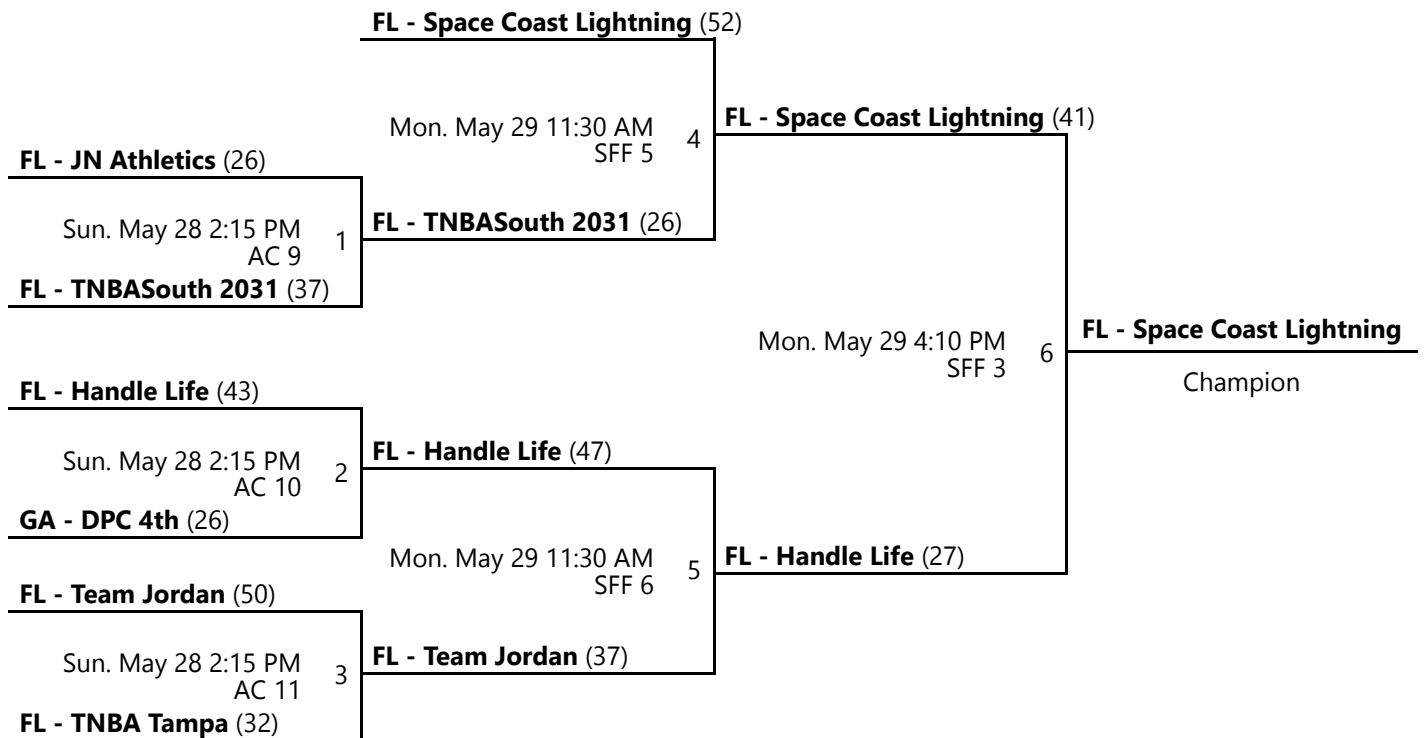 FL - Space Coast Lightning (52)
Mon. May 29 11:30 AM
SFF 5
4
FL - Space Coast Lightning (41)
FL - JN Athletics (26)
Sun. May 28 2:15 PM
AC 9
1
FL - TNBASouth 2031 (26)
FL - TNBASouth 2031 (37)
Mon. May 29 4:10 PM
SFF 3
6
FL - Space Coast Lightning
Champion
FL - Handle Life (43)
Sun. May 28 2:15 PM
AC 10
2
FL - Handle Life (47)
GA - DPC 4th (26)
Mon. May 29 11:30 AM
SFF 6
5
FL - Handle Life (27)
FL - Team Jordan (50)
Sun. May 28 2:15 PM
AC 11
3
FL - Team Jordan (37)
FL - TNBA Tampa (32)